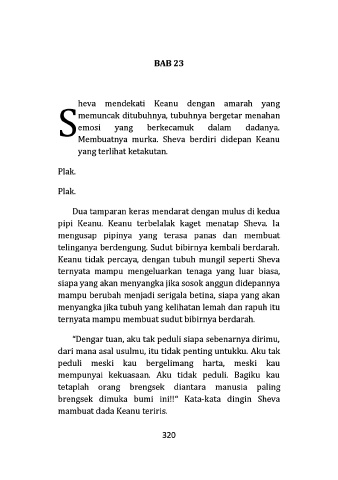 BAB 23
Sheva mendekati Keanu dengan amarah yang
memuncak ditubuhnya, tubuhnya bergetar menahan
emosi yang berkecamuk dalam dadanya.
Membuatnya murka. Sheva berdiri didepan Keanu
yang terlihat ketakutan.
Plak.
Plak.
Dua tamparan keras mendarat dengan mulus di kedua
pipi Keanu. Keanu terbelalak kaget menatap Sheva. Ia
mengusap pipinya yang terasa panas dan membuat
telinganya berdengung. Sudut bibirnya kembali berdarah.
Keanu tidak percaya, dengan tubuh mungil seperti Sheva
ternyata mampu mengeluarkan tenaga yang luar biasa,
siapa yang akan menyangka jika sosok anggun didepannya
mampu berubah menjadi serigala betina, siapa yang akan
menyangka jika tubuh yang kelihatan lemah dan rapuh itu
ternyata mampu membuat sudut bibirnya berdarah.
"Dengar tuan, aku tak peduli siapa sebenarnya dirimu,
dari mana asal usulmu, itu tidak penting untukku. Aku tak
peduli meski kau bergelimang harta, meski kau
mempunyai kekuasaan. Aku tidak peduli. Bagiku kau
tetaplah orang brengsek diantara manusia paling
brengsek dimuka bumi ini!!" Kata-kata dingin Sheva
mambuat dada Keanu teriris.
320